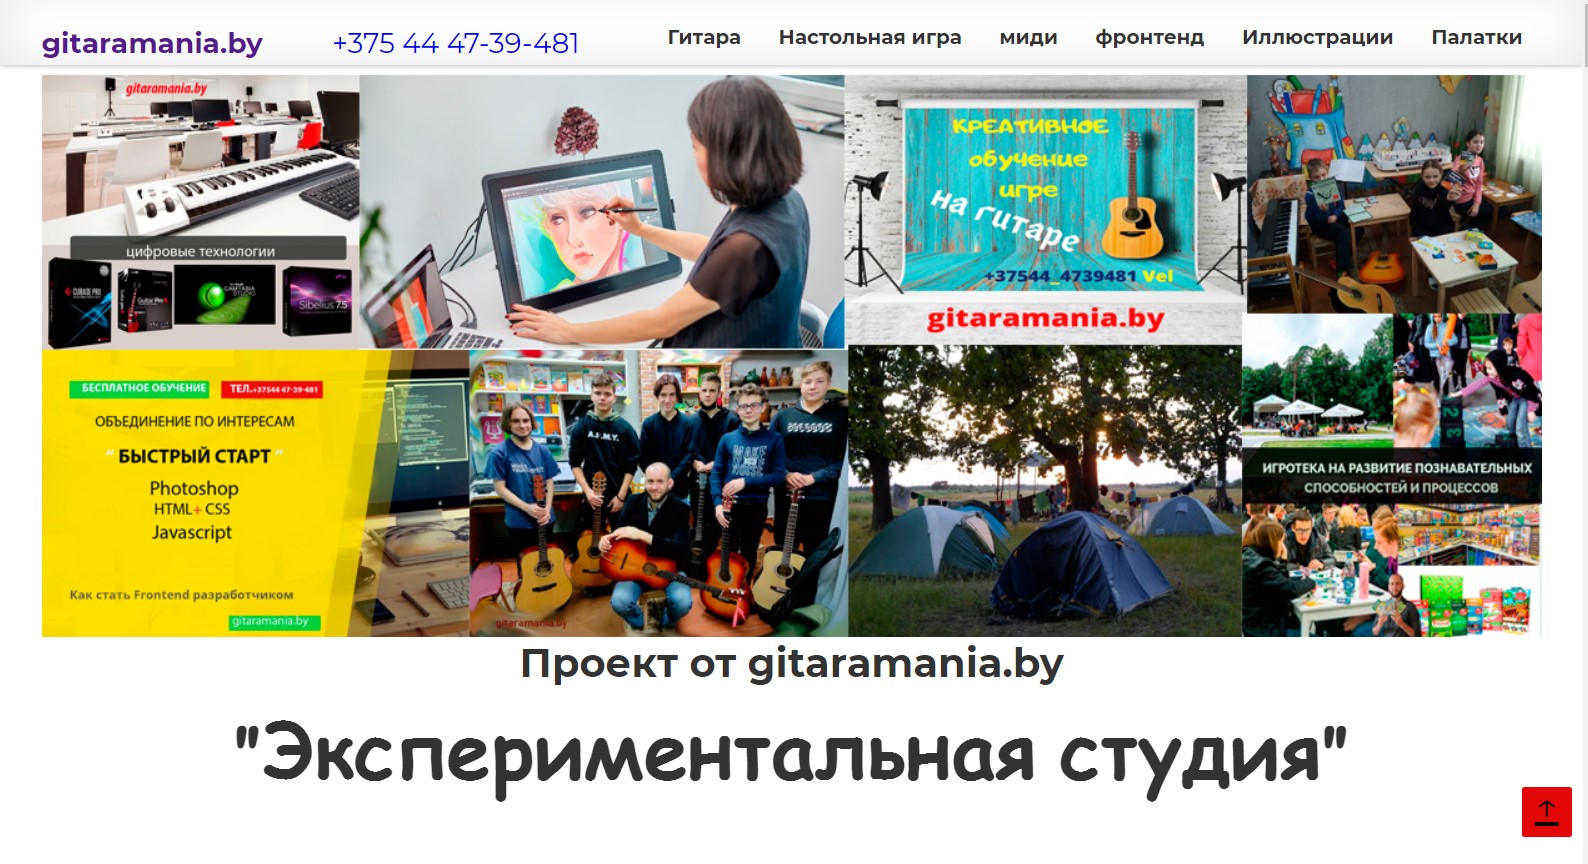 gitaramania.by
+375 44 47-39-481
Гитара
Настольная игра
миди
фронтенд
Иллюстрации
Палатки
gitaramania.by
цифровые технологии
CUBASE PRO
Guitar Pro 6
CAMTASIA
STUDIO
Sibelius 7.5
КРЕАТИВНОЕ
обучение
игре
на гитаре
+37544_4739481 Vel
gitaramania.by
БЕСПЛАТНОЕ ОБУЧЕНИЕ
ТЕЛ.+37544 47-39-481
ОБЪЕДИНЕНИЕ ПО ИНТЕРЕСАМ
“ БЫСТРЫЙ СТАРТ ”
Photoshop
HTML+ CSS
Javascript
Как стать Frontend разработчиком
gitaramania.by
A.F.M.Y.
MAKE
NOISE
gitaramania.by
ИГРОТЕКА НА РАЗВИТИЕ ПОЗНАВАТЕЛЬНЫХ
СПОСОБНОСТЕЙ И ПРОЦЕССОВ
Проект от gitaramania.by
"Экспериментальная студия"